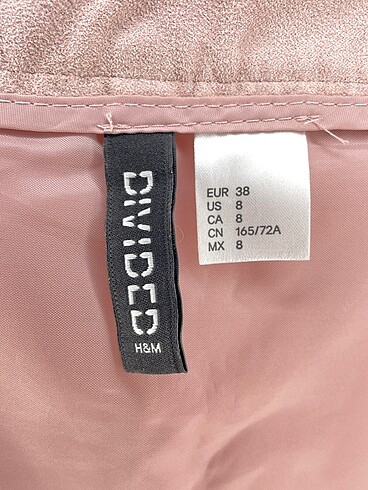 DIVIDED
H&M
EUR 38
US 8
CA 8
CN 165/72A
MX 8